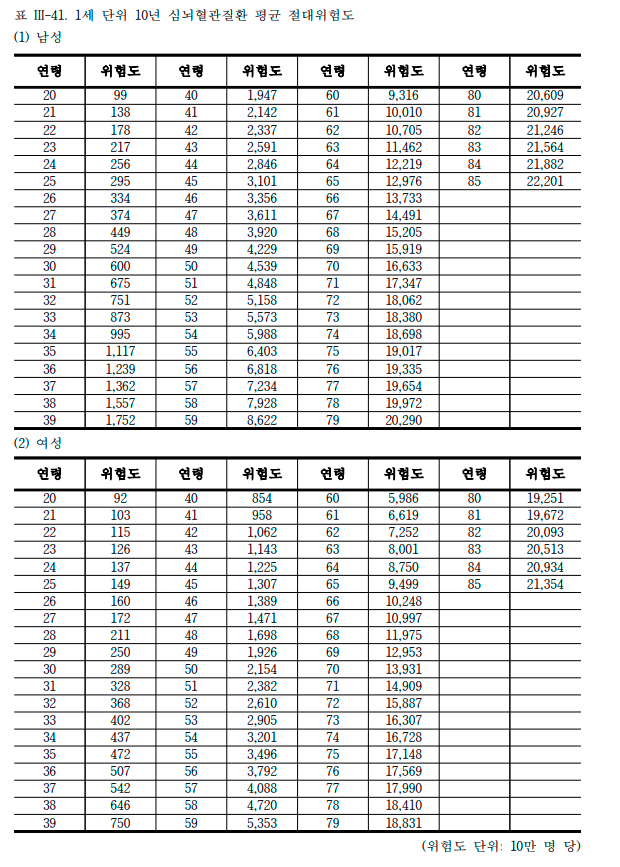 표 Ⅲ-41. 1세 단위 10년 심뇌혈관질환 평균 절대위험도
(1) 남성
연령 위험도 연령 위험도 연령 위험도 연령 위험도
20 99 40 1,947 60 9,316 80 20,609
21 138 41 2,142 61 10,010 81 20,927
22 178 42 2,337 62 10,705 82 21,246
23 217 43 2,591 63 11,462 83 21,564
24 256 44 2,846 64 12,219 84 21,882
25 295 45 3,101 65 12,976 85 22,201
26 334 46 3,356 66 13,733
27 374 47 3,611 67 14,491
28 449 48 3,920 68 15,205
29 524 49 4,229 69 15,919
30 600 50 4,539 70 16,633
31 675 51 4,848 71 17,347
32 751 52 5,158 72 18,062
33 873 53 5,573 73 18,380
34 995 54 5,988 74 18,698
35 1,117 55 6,403 75 19,017
36 1,239 56 6,818 76 19,335
37 1,362 57 7,234 77 19,654
38 1,557 58 7,928 78 19,972
39 1,752 59 8,622 79 20,290
(2) 여성
연령 위험도 연령 위험도 연령 위험도 연령 위험도
20 92 40 854 60 5,986 80 19,251
21 103 41 958 61 6,619 81 19,672
22 115 42 1,062 62 7,252 82 20,093
23 126 43 1,143 63 8,001 83 20,513
24 137 44 1,225 64 8,750 84 20,934
25 149 45 1,307 65 9,499 85 21,354
26 160 46 1,389 66 10,248
27 172 47 1,471 67 10,997
28 211 48 1,698 68 11,975
29 250 49 1,926 69 12,953
30 289 50 2,154 70 13,931
31 328 51 2,382 71 14,909
32 368 52 2,610 72 15,887
33 402 53 2,905 73 16,307
34 437 54 3,201 74 16,728
35 472 55 3,496 75 17,148
36 507 56 3,792 76 17,569
37 542 57 4,088 77 17,990
38 646 58 4,720 78 18,410
39 750 59 5,353 79 18,831
(위험도 단위: 10만 명 당)